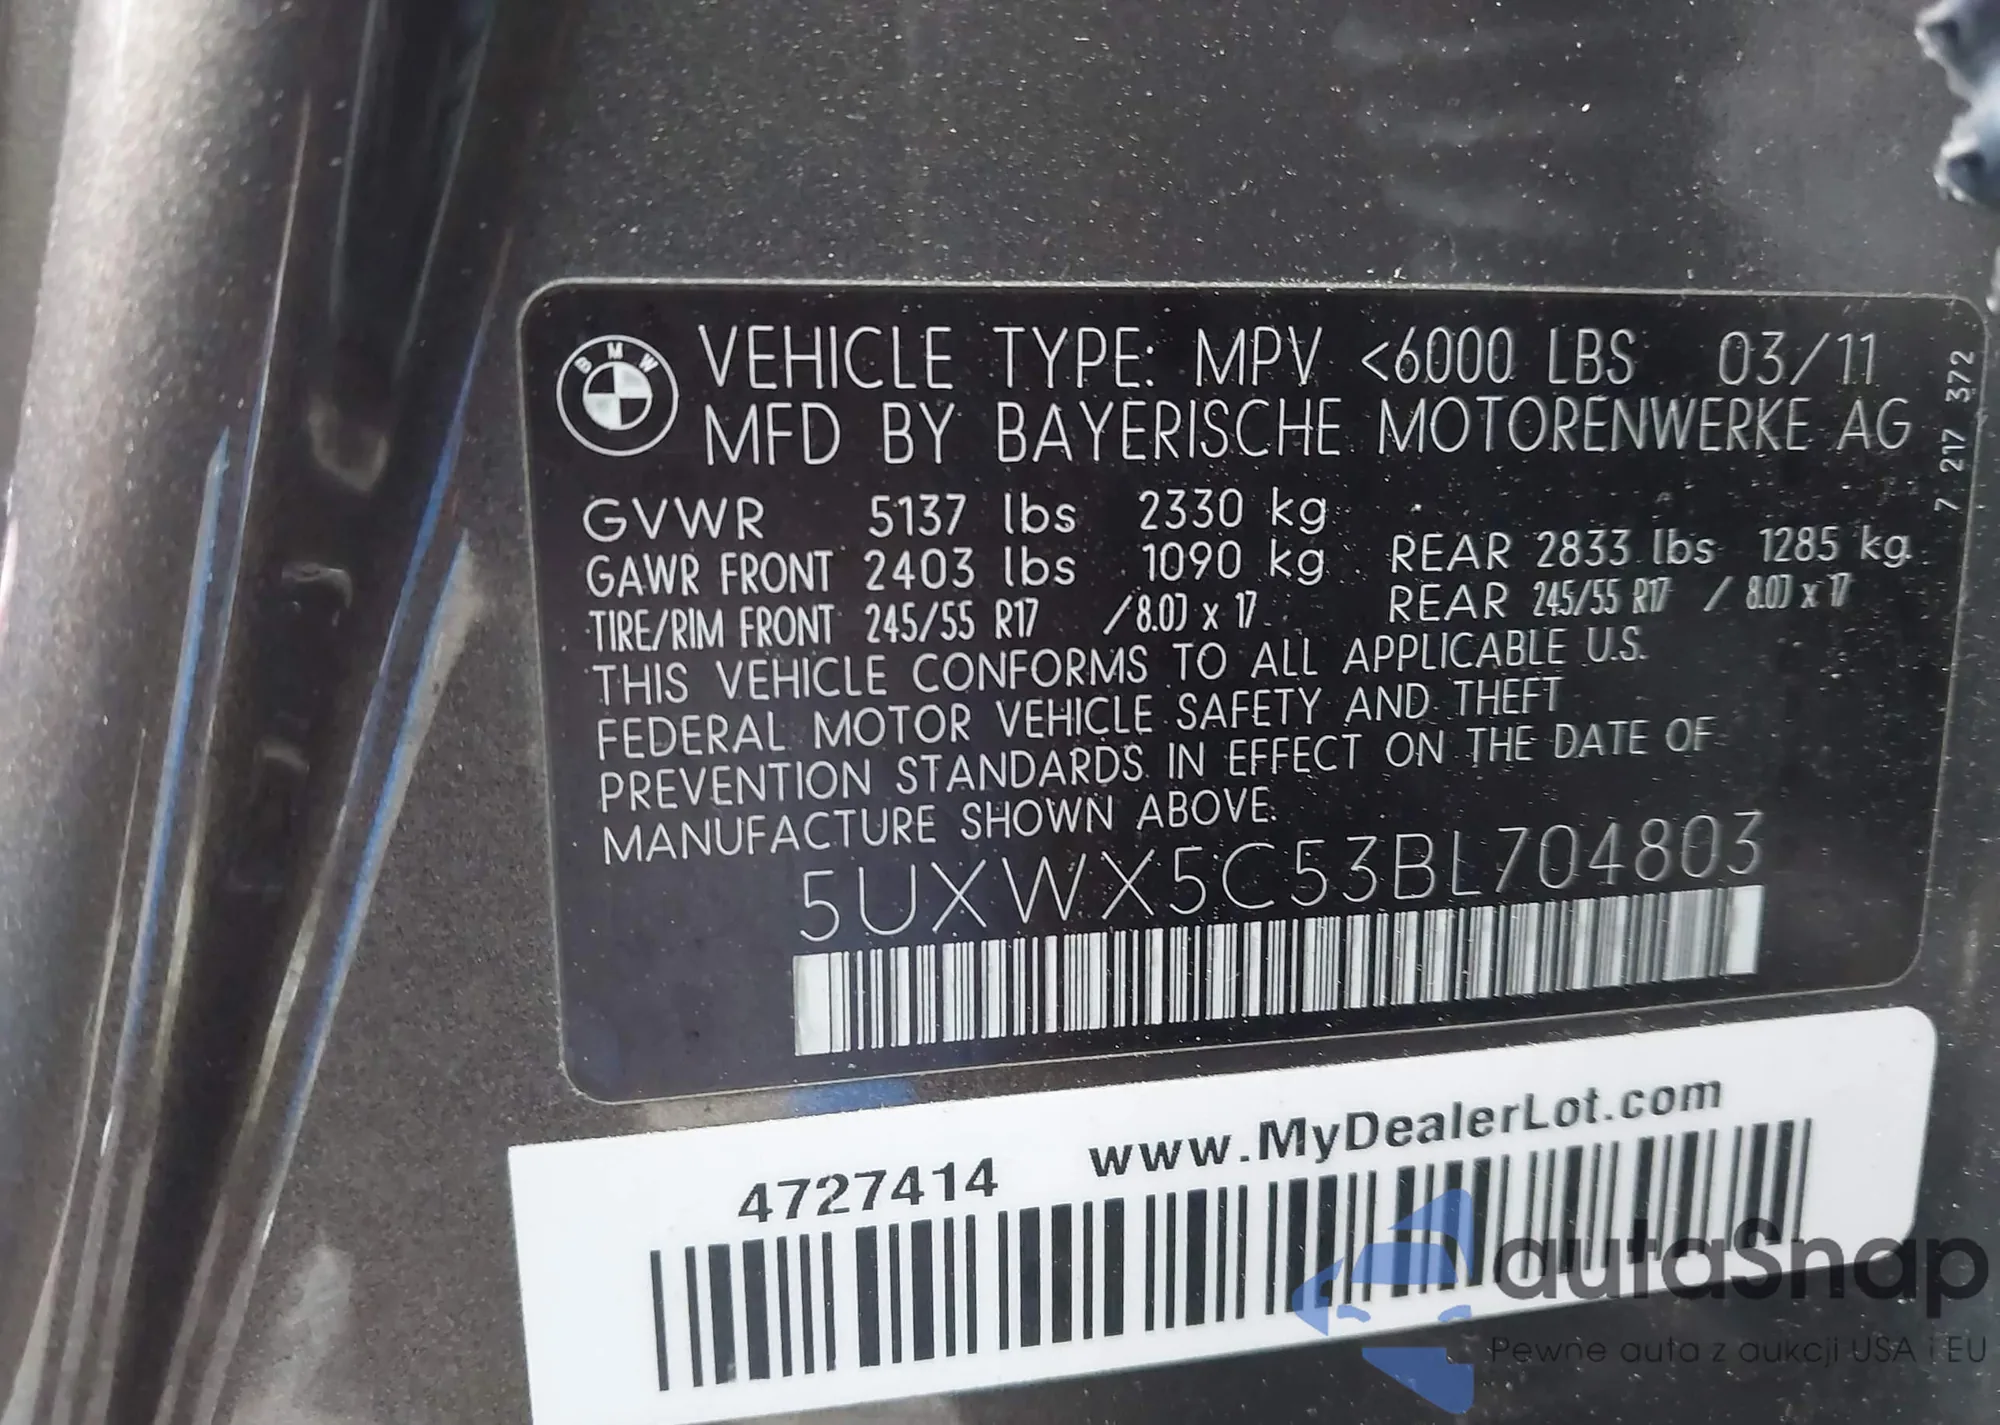 BMW
VEHICLE TYPE: MPV <6000 LBS 03/11
MFD BY BAYERISCHE MOTORENWERKE AG
7 217 372
GVWR 5137 lbs 2330 kg
GAWR FRONT 2403 lbs 1090 kg REAR 2833 lbs 1285 kg
TIRE/RIM FRONT 245/55 R17 /8.0J x 17 REAR 245/55 R17 / 8.0J x 17
THIS VEHICLE CONFORMS TO ALL APPLICABLE U.S.
FEDERAL MOTOR VEHICLE SAFETY AND THEFT
PREVENTION STANDARDS IN EFFECT ON THE DATE OF
MANUFACTURE SHOWN ABOVE.
5UXWX5C53BL704803
4727414 www.MyDealerLot.com
autaSnap
Pewne auta z aukcji USA i EU